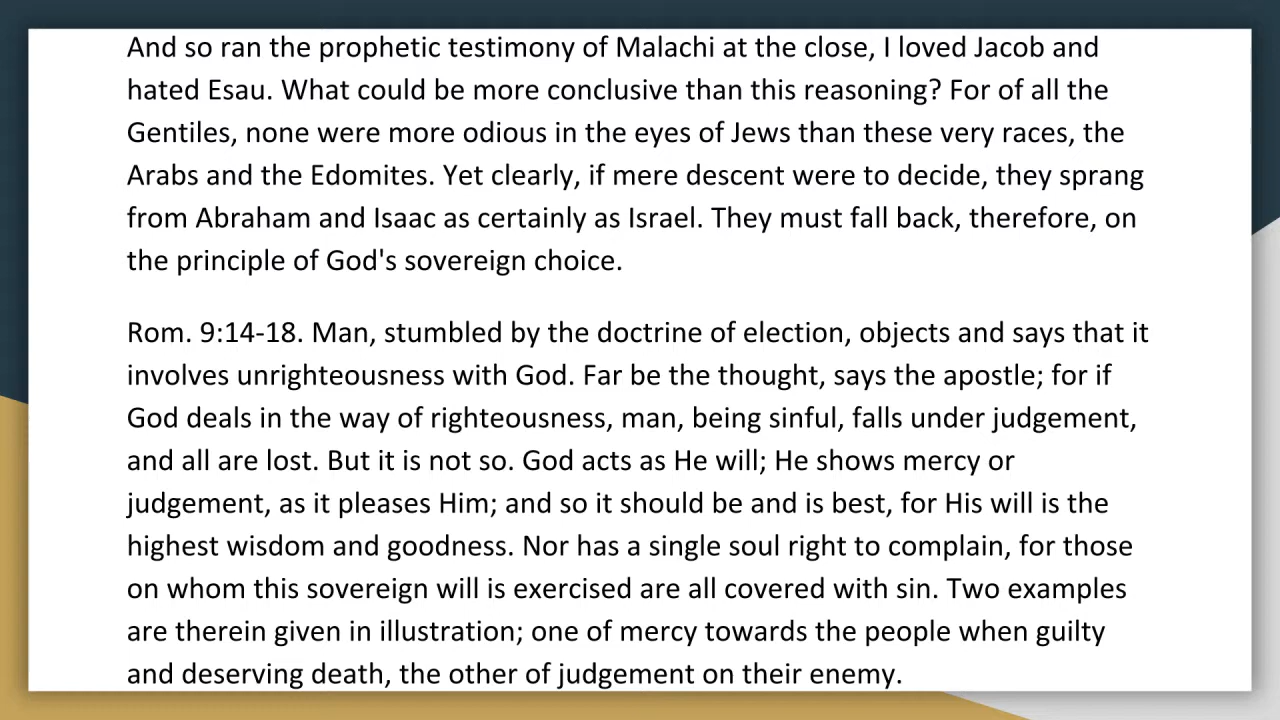 And so ran the prophetic testimony of Malachi at the close, I loved Jacob and
hated Esau. What could be more conclusive than this reasoning? For of all the
Gentiles, none were more odious in the eyes of Jews than these very races, the
Arabs and the Edomites. Yet clearly, if mere descent were to decide, they sprang
from Abraham and Isaac as certainly as Israel. They must fall back, therefore, on
the principle of God's sovereign choice.
Rom. 9:14-18. Man, stumbled by the doctrine of election, objects and says that it
involves unrighteousness with God. Far be the thought, says the apostle; for if
God deals in the way of righteousness, man, being sinful, falls under judgement,
and all are lost. But it is not so. God acts as He will; He shows mercy or
judgement, as it pleases Him; and so it should be and is best, for His will is the
highest wisdom and goodness. Nor has a single soul right to complain, for those
on whom this sovereign will is exercised are all covered with sin. Two examples
are therein given in illustration; one of mercy towards the people when guilty
and deserving death, the other of judgement on their enemy.